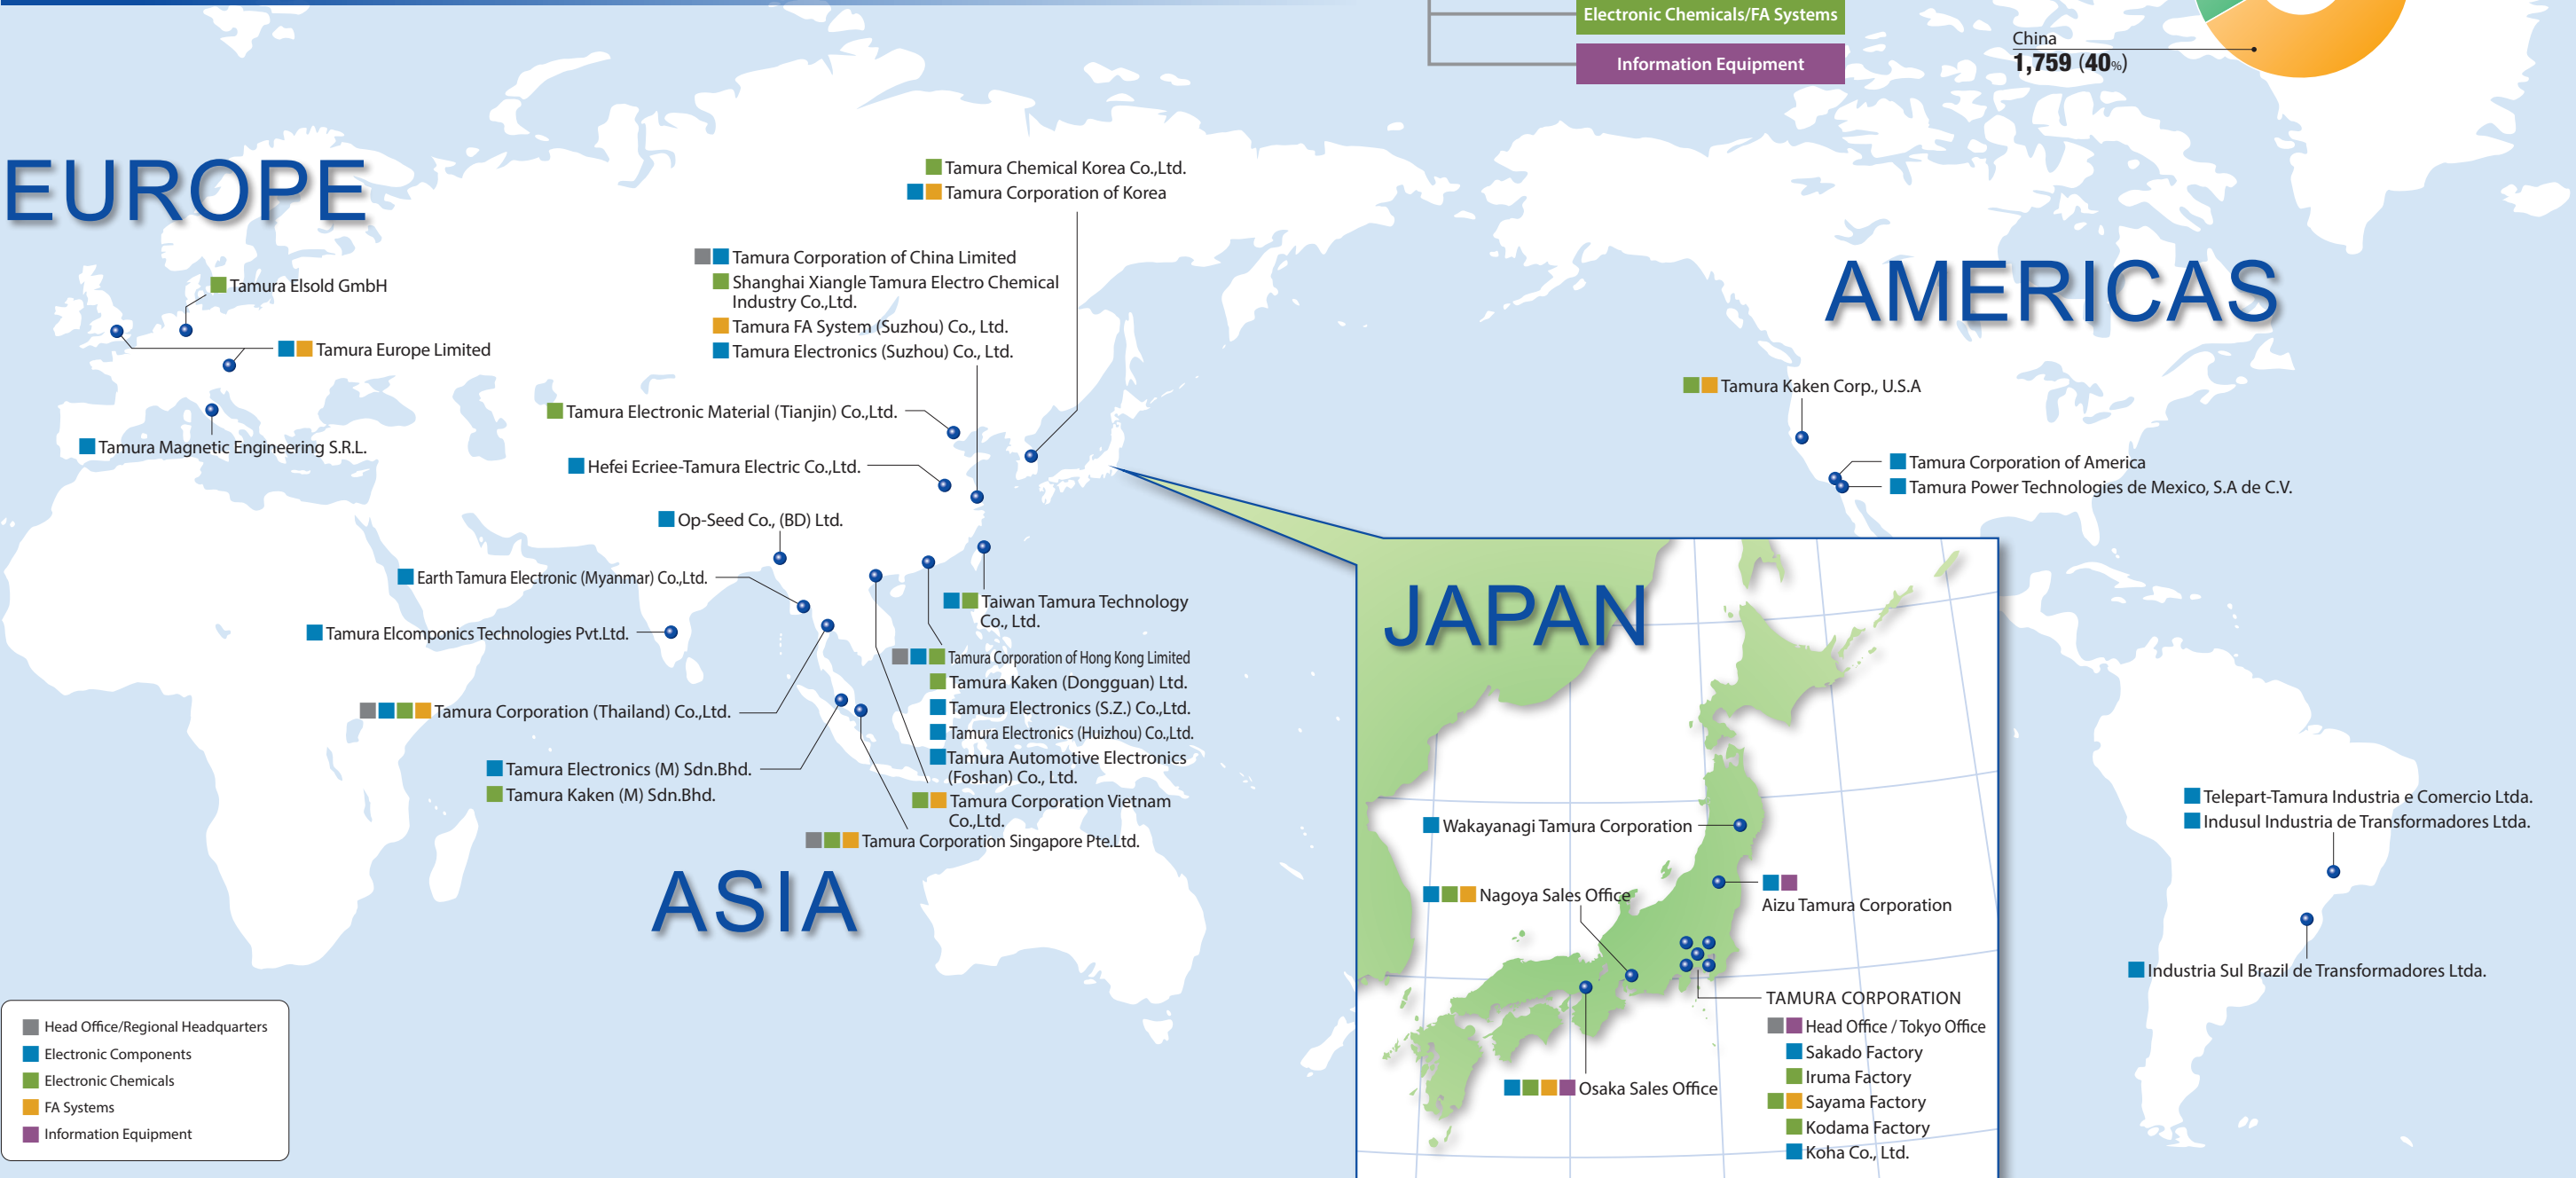 Electronic Chemicals/FA Systems
Information Equipment
China
1,759 (40%)
EUROPE
Tamura Elsold GmbH
Tamura Europe Limited
Tamura Magnetic Engineering S.R.L.
Tamura Chemical Korea Co.,Ltd.
Tamura Corporation of Korea
Tamura Corporation of China Limited
Shanghai Xiangle Tamura Electro Chemical
Industry Co.,Ltd.
Tamura FA System (Suzhou) Co., Ltd.
Tamura Electronics (Suzhou) Co., Ltd.
Tamura Electronic Material (Tianjin) Co.,Ltd.
Hefei Ecriee-Tamura Electric Co.,Ltd.
Op-Seed Co., (BD) Ltd.
Earth Tamura Electronic (Myanmar) Co.,Ltd.
Tamura Elcomponics Technologies Pvt.Ltd.
Tamura Corporation (Thailand) Co.,Ltd.
Tamura Electronics (M) Sdn.Bhd.
Tamura Kaken (M) Sdn.Bhd.
Taiwan Tamura Technology
Co., Ltd.
Tamura Corporation of Hong Kong Limited
Tamura Kaken (Dongguan) Ltd.
Tamura Electronics (S.Z.) Co.,Ltd.
Tamura Electronics (Huizhou) Co.,Ltd.
Tamura Automotive Electronics
(Foshan) Co., Ltd.
Tamura Corporation Vietnam
Co.,Ltd.
Tamura Corporation Singapore Pte.Ltd.
ASIA
AMERICAS
Tamura Kaken Corp., U.S.A
Tamura Corporation of America
Tamura Power Technologies de Mexico, S.A de C.V.
Telepart-Tamura Industria e Comercio Ltda.
Indusul Industria de Transformadores Ltda.
Industria Sul Brazil de Transformadores Ltda.
JAPAN
Wakayanagi Tamura Corporation
Nagoya Sales Office
Aizu Tamura Corporation
Osaka Sales Office
TAMURA CORPORATION
Head Office / Tokyo Office
Sakado Factory
Iruma Factory
Sayama Factory
Kodama Factory
Koha Co., Ltd.
Head Office/Regional Headquarters
Electronic Components
Electronic Chemicals
FA Systems
Information Equipment